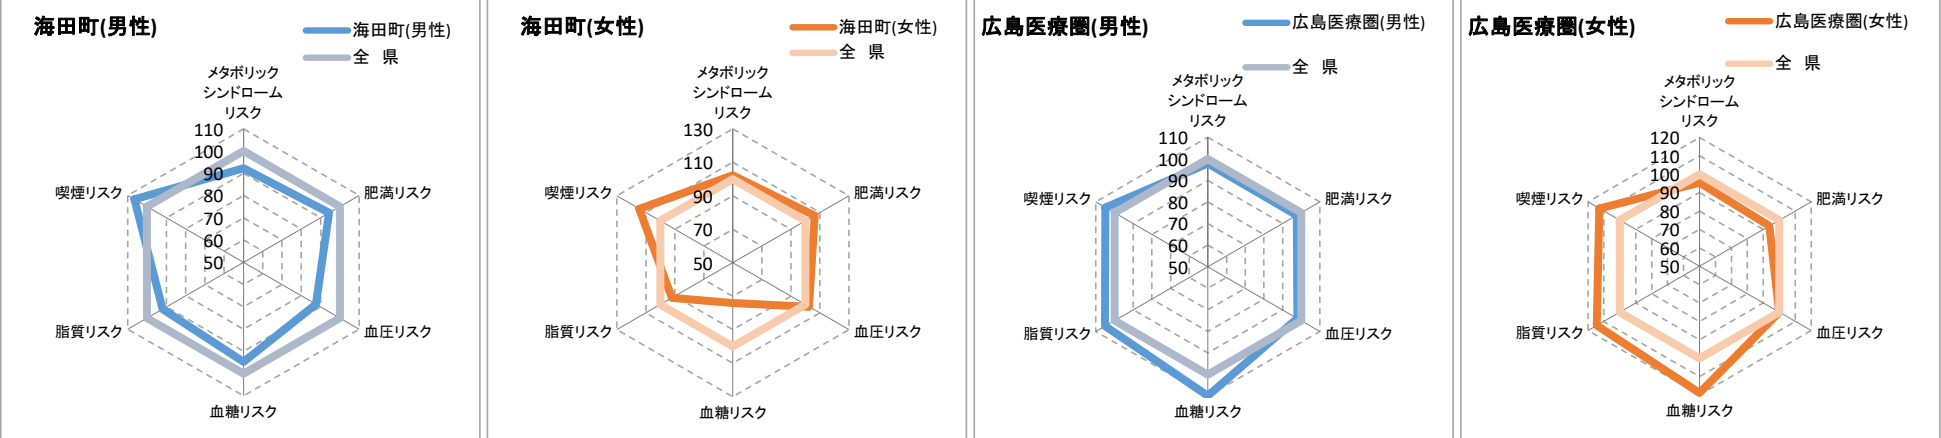 海田町(男性)
海田町(男性)
全 県
メタボリック
シンドローム
リスク
110
100
90
80
70
60
50
肥満リスク
血圧リスク
血糖リスク
脂質リスク
喫煙リスク
海田町(女性)
海田町(女性)
全 県
メタボリック
シンドローム
リスク
130
110
90
70
50
肥満リスク
血圧リスク
血糖リスク
脂質リスク
喫煙リスク
広島医療圏(男性)
広島医療圏(男性)
全 県
メタボリック
シンドローム
リスク
110
100
90
80
70
60
50
肥満リスク
血圧リスク
血糖リスク
脂質リスク
喫煙リスク
広島医療圏(女性)
広島医療圏(女性)
全 県
メタボリック
シンドローム
リスク
120
110
100
90
80
70
60
50
肥満リスク
血圧リスク
血糖リスク
脂質リスク
喫煙リスク